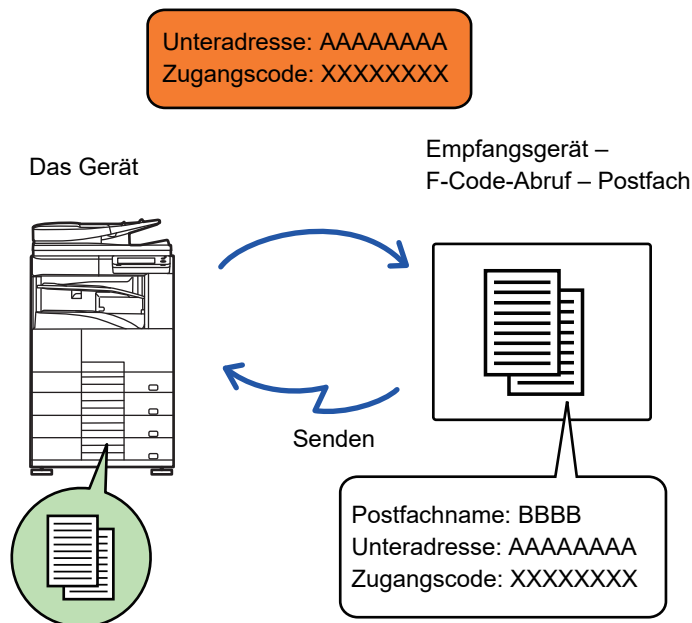 Unteradresse: AAAAAAAA
Zugangscode: XXXXXXXX
Das Gerät
Empfangsgerät –
F-Code-Abruf – Postfach
Senden
Postfachname: BBBB
Unteradresse: AAAAAAAA
Zugangscode: XXXXXXXX